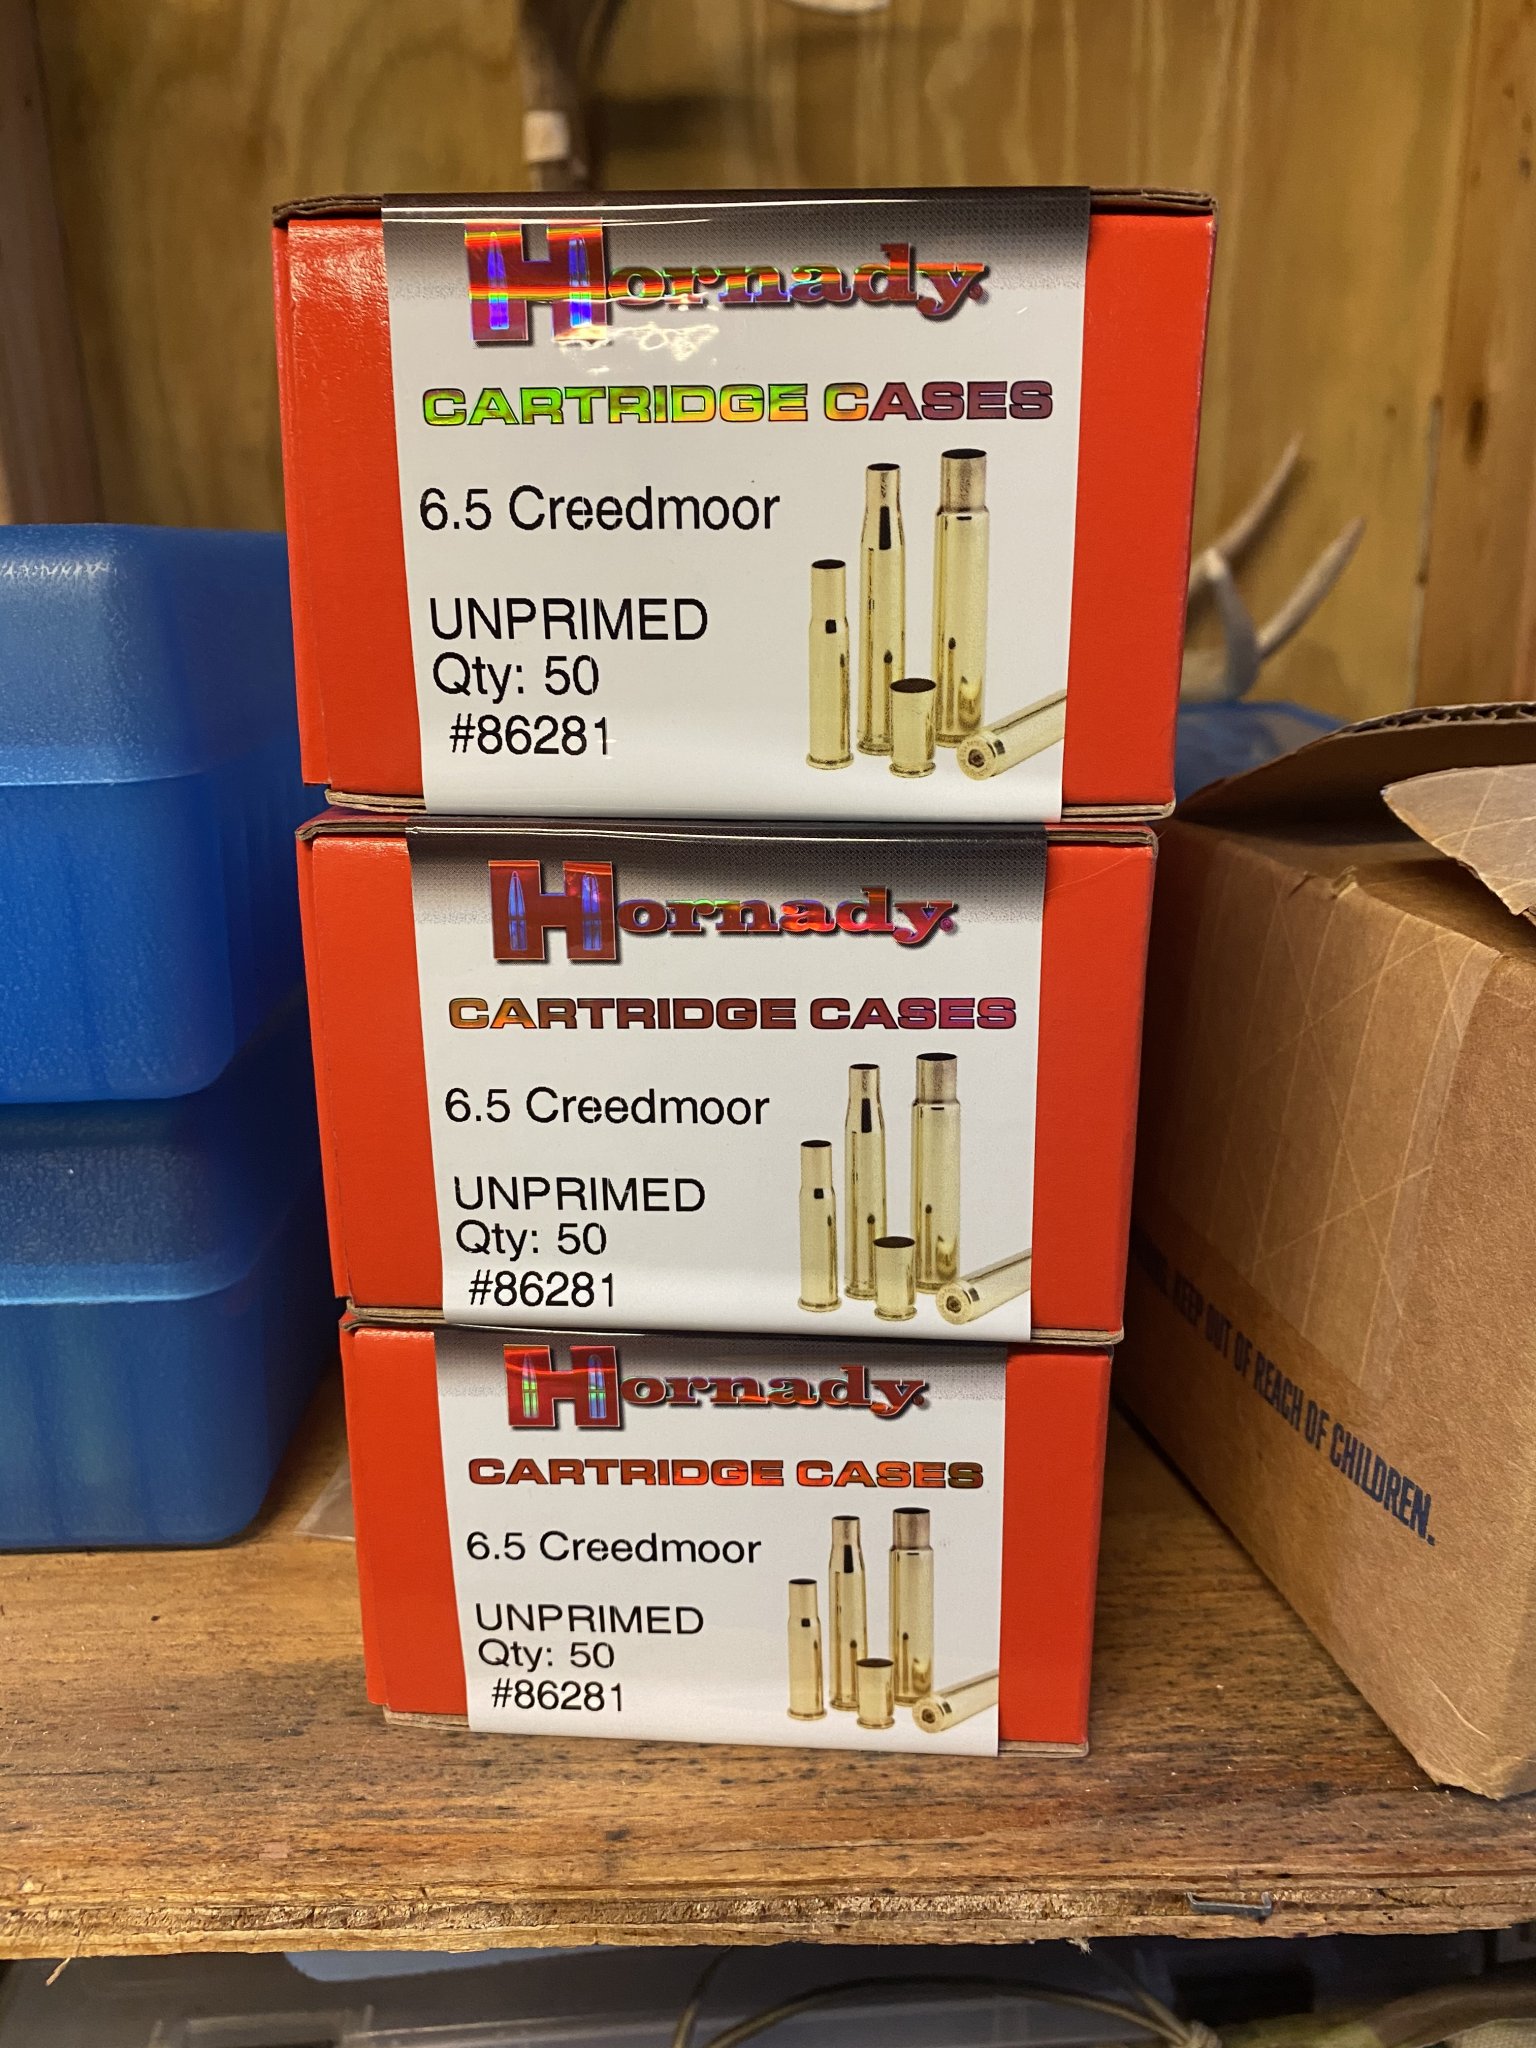 Hornady
CARTRIDGE CASES
6.5 Creedmoor
UNPRIMED
Qty: 50
#86281
Hornady
CARTRIDGE CASES
6.5 Creedmoor
UNPRIMED
Qty: 50
#86281
Hornady
CARTRIDGE CASES
6.5 Creedmoor
UNPRIMED
Qty: 50
#86281
KEEP OUT OF REACH OF CHILDREN.